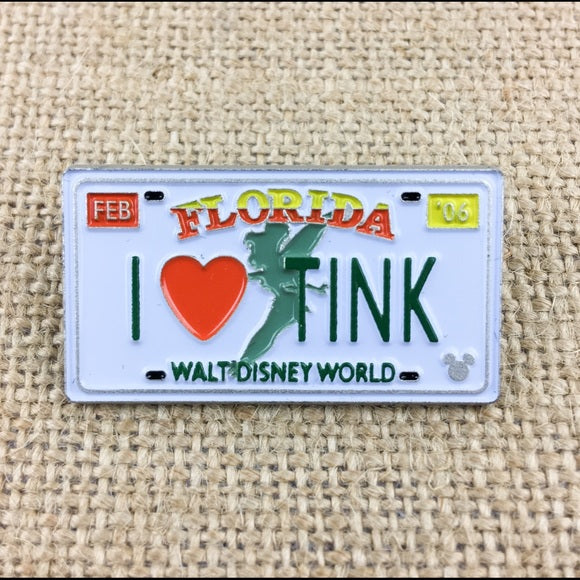 FEB FLORIDA '06
I ❤ TINK
WALT DISNEY WORLD